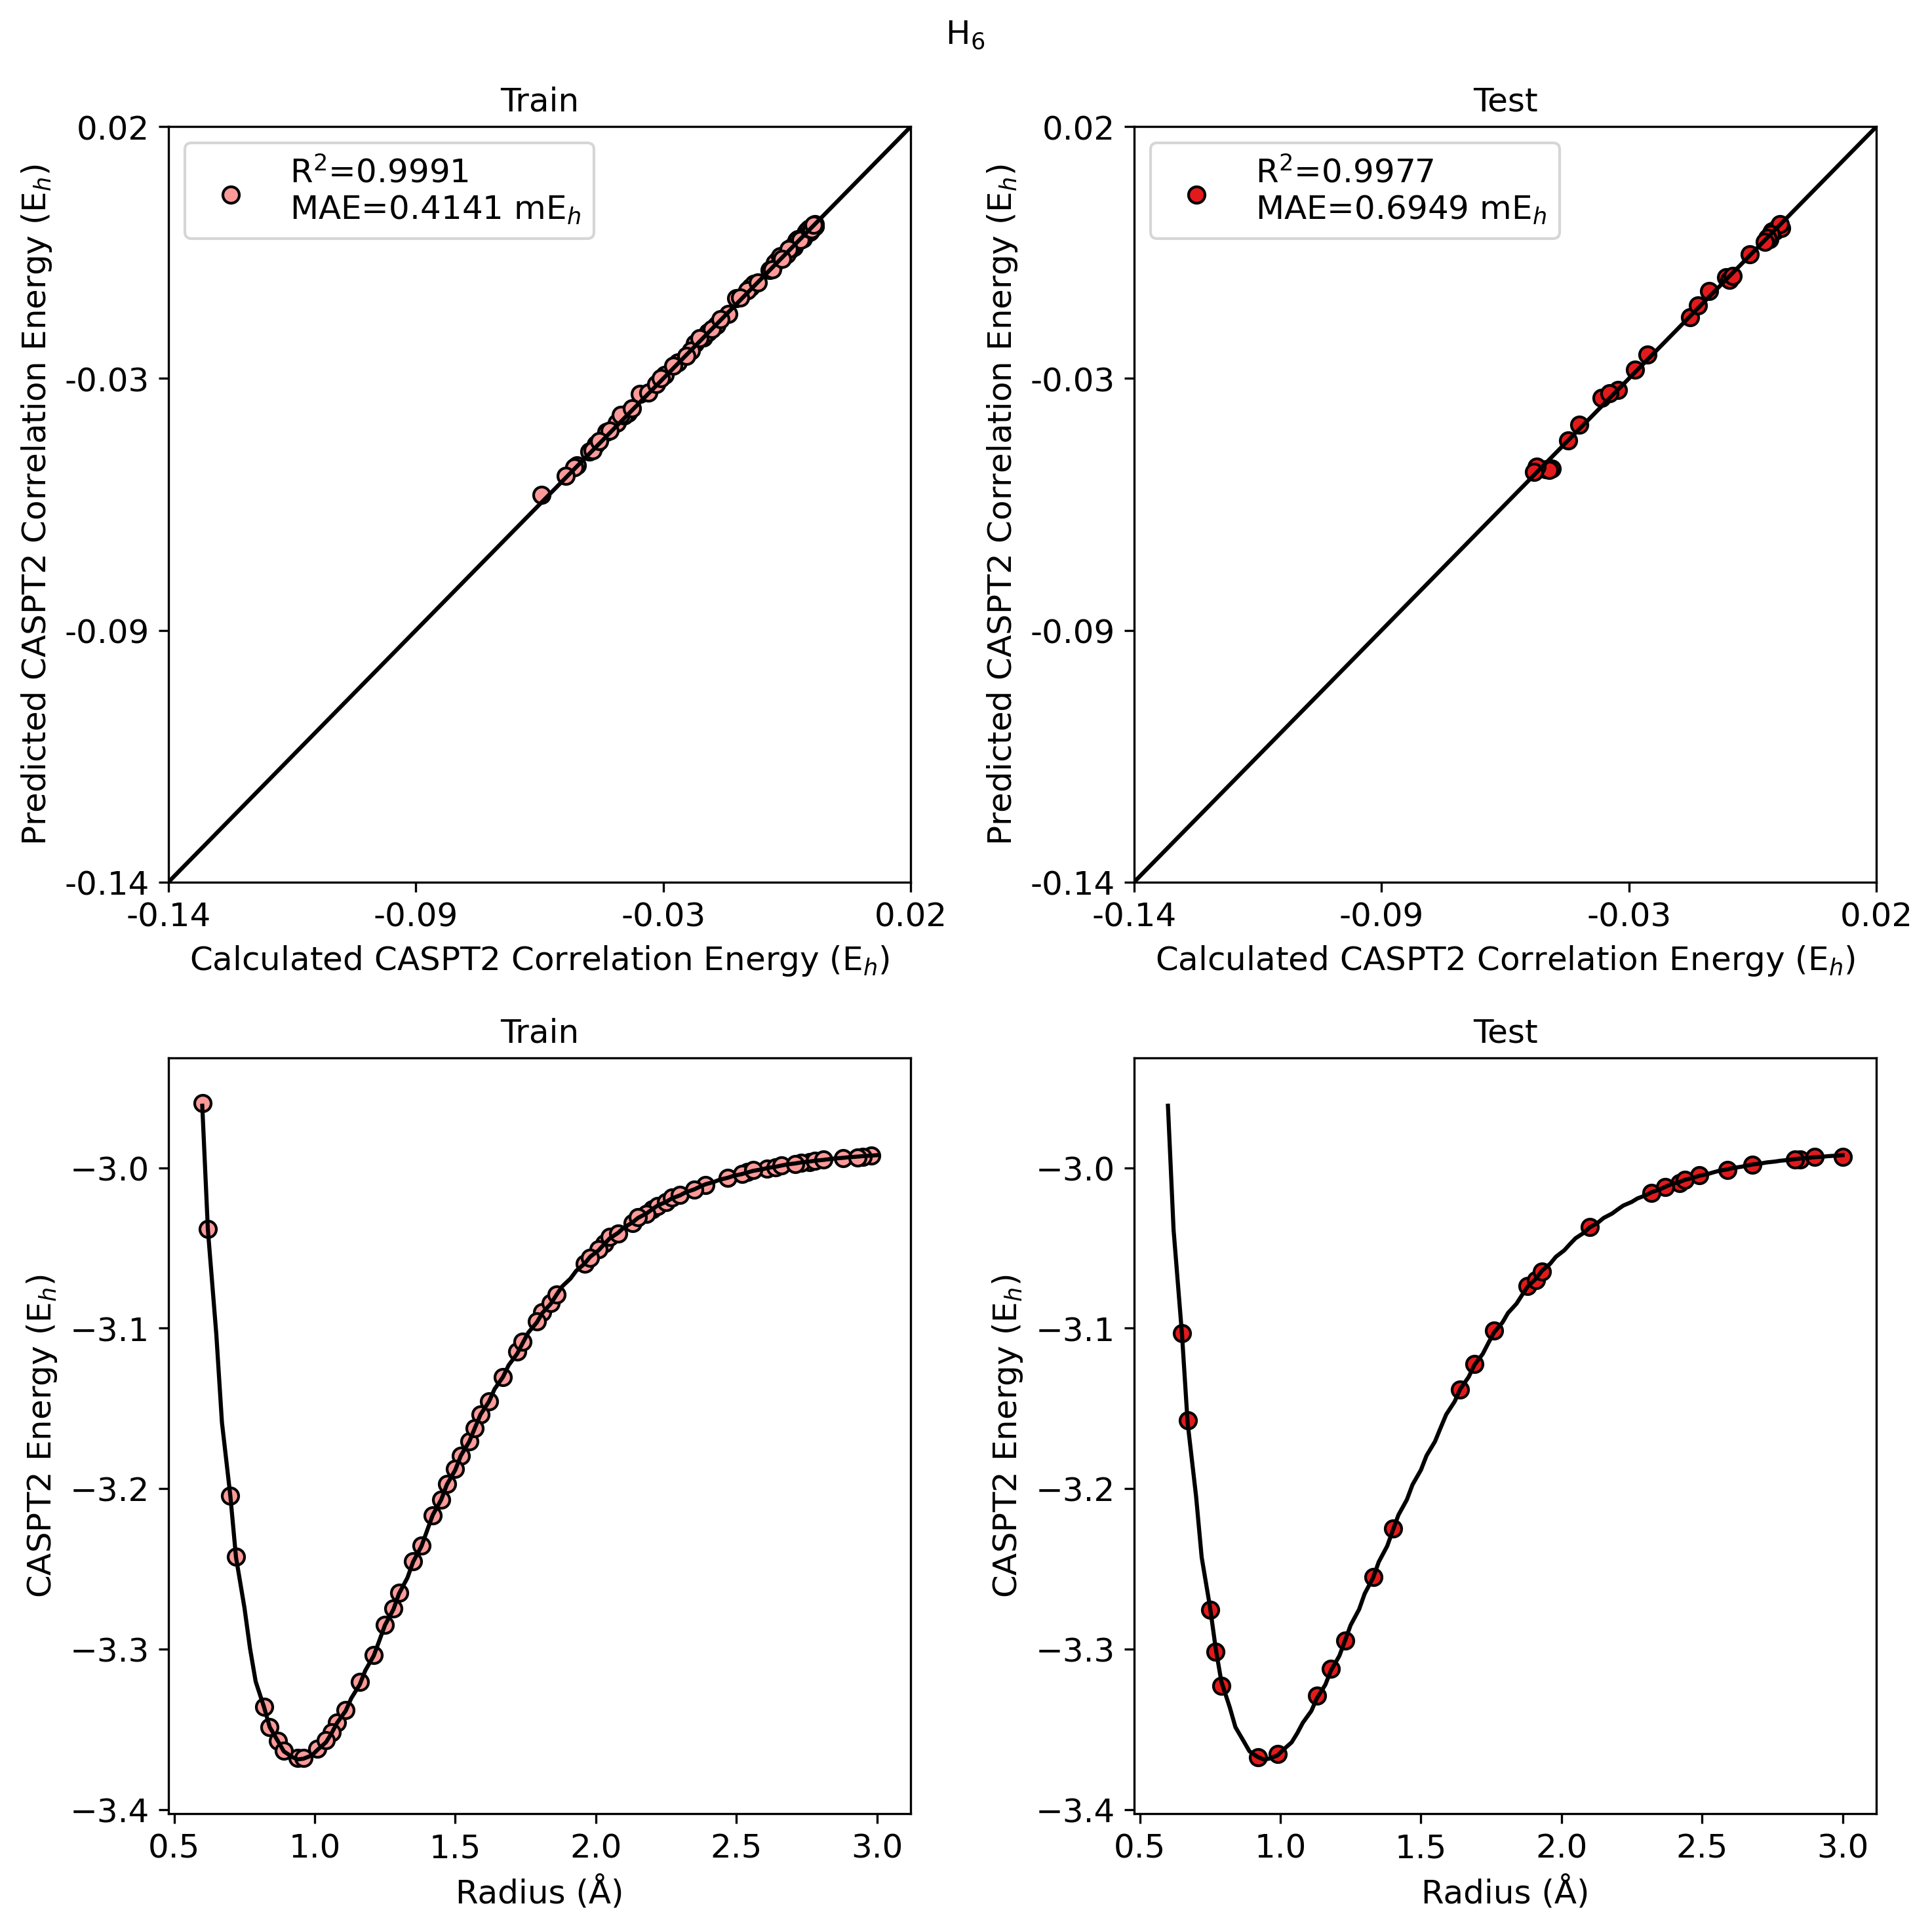 H₆
Train
0.02
-0.03
-0.09
-0.14
Predicted CASPT2 Correlation Energy (Eₕ)
R²=0.9991
MAE=0.4141 mEₕ
-0.14 -0.09 -0.03 0.02
Calculated CASPT2 Correlation Energy (Eₕ)
Test
0.02
-0.03
-0.09
-0.14
Predicted CASPT2 Correlation Energy (Eₕ)
R²=0.9977
MAE=0.6949 mEₕ
-0.14 -0.09 -0.03 0.02
Calculated CASPT2 Correlation Energy (Eₕ)
Train
−3.0
−3.1
−3.2
−3.3
−3.4
CASPT2 Energy (Eₕ)
0.5 1.0 1.5 2.0 2.5 3.0
Radius (Å)
Test
−3.0
−3.1
−3.2
−3.3
−3.4
CASPT2 Energy (Eₕ)
0.5 1.0 1.5 2.0 2.5 3.0
Radius (Å)